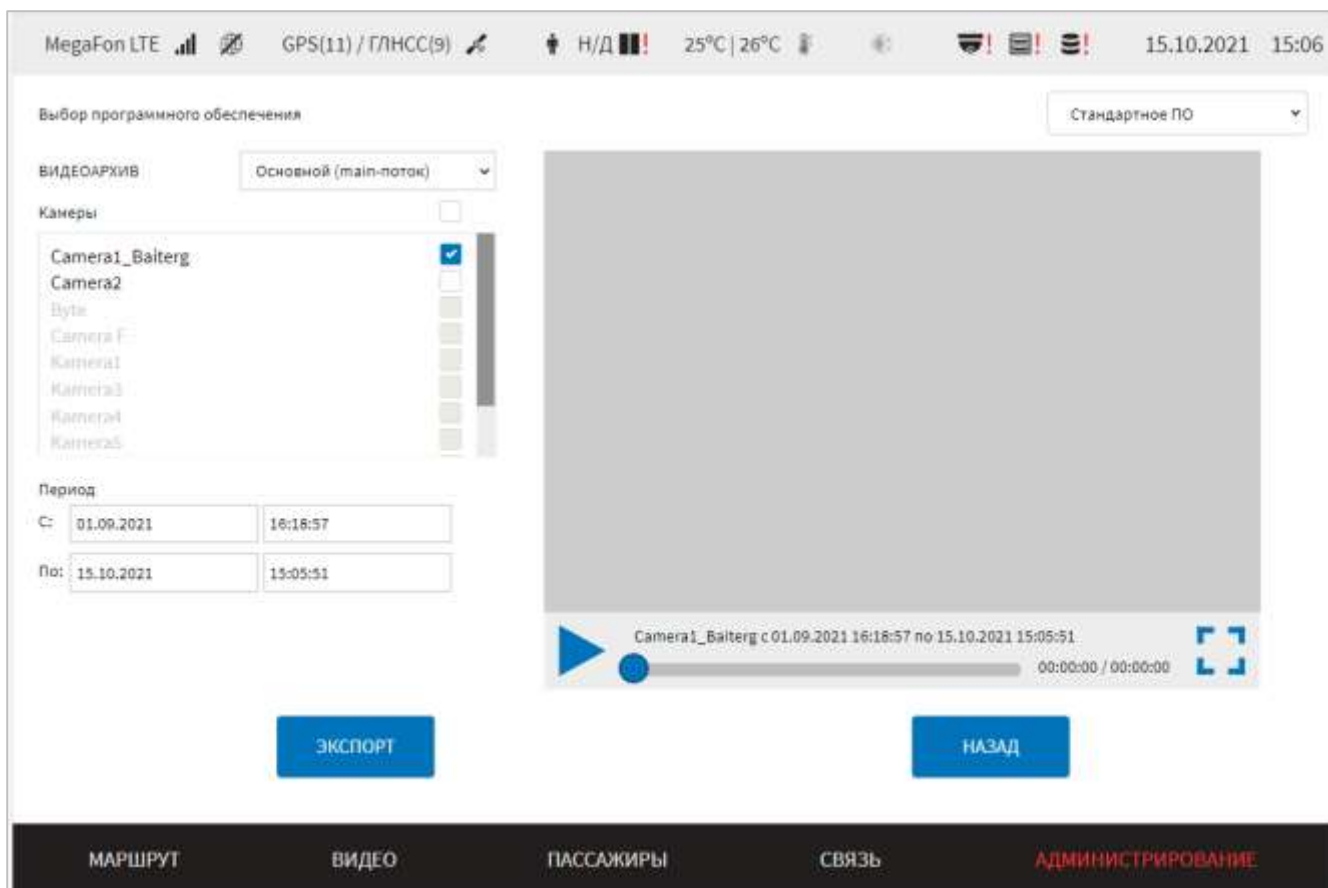 MegaFon LTE GPS(11) / ГЛНСС(9) Н/Д ! 25°C | 26°C ! ! ! 15.10.2021 15:06
Выбор программного обеспечения Стандартное ПО
ВИДЕОАРХИВ Основной (main-поток)
Камеры
Camera1_Baiterg
Camera2
Byte
Camera F
Kamera1
Kamera3
Kamera4
Kamera5
Период
С: 01.09.2021 16:18:57
По: 15.10.2021 15:05:51
Camera1_Baiterg с 01.09.2021 16:18:57 по 15.10.2021 15:05:51
00:00:00 / 00:00:00
ЭКСПОРТ НАЗАД
МАРШРУТ ВИДЕО ПАССАЖИРЫ СВЯЗЬ АДМИНИСТРИРОВАНИЕ